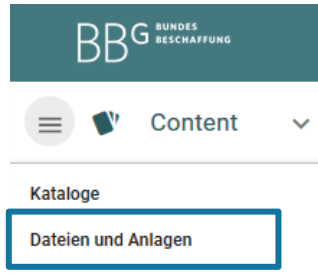 BBG BUNDES
BESCHAFFUNG
Content
Kataloge
Dateien und Anlagen